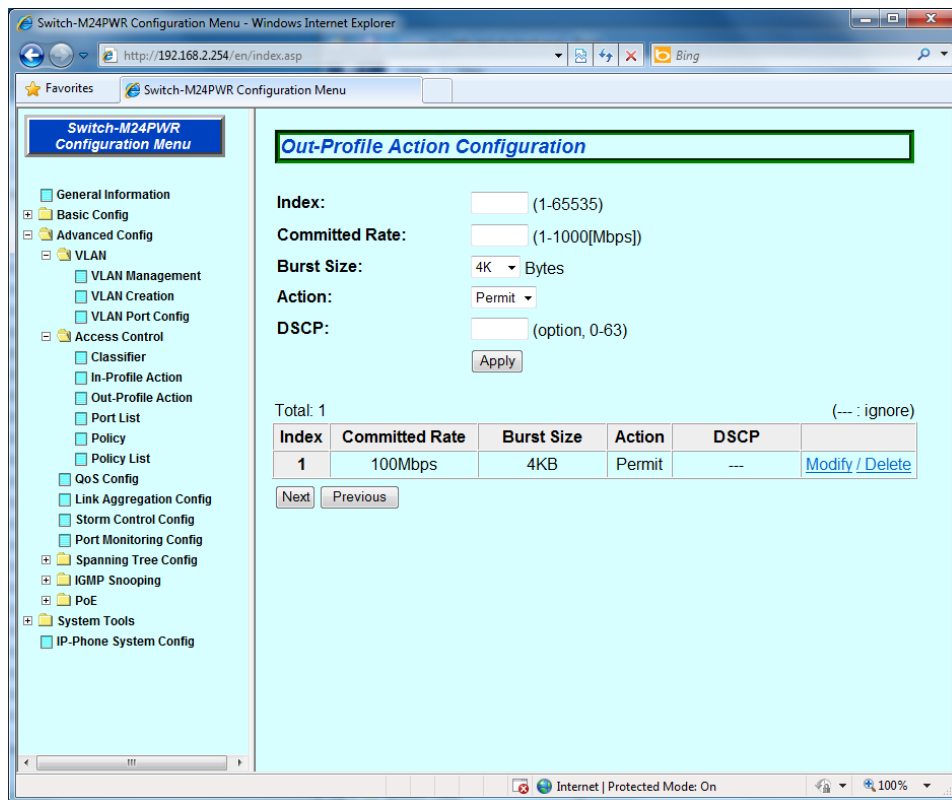 Switch-M24PWR Configuration Menu - Windows Internet Explorer
http://192.168.2.254/en/index.asp
Bing
Favorites
Switch-M24PWR Configuration Menu
Switch-M24PWR
Configuration Menu
General Information
Basic Config
Advanced Config
VLAN
VLAN Management
VLAN Creation
VLAN Port Config
Access Control
Classifier
In-Profile Action
Out-Profile Action
Port List
Policy
Policy List
QoS Config
Link Aggregation Config
Storm Control Config
Port Monitoring Config
Spanning Tree Config
IGMP Snooping
PoE
System Tools
IP-Phone System Config
Out-Profile Action Configuration
Index: (1-65535)
Committed Rate: (1-1000[Mbps])
Burst Size: 4K Bytes
Action: Permit
DSCP: (option, 0-63)
Apply
Total: 1 (--- : ignore)
Index Committed Rate Burst Size Action DSCP
1 100Mbps 4KB Permit --- Modify / Delete
Next Previous
Internet | Protected Mode: On 100%